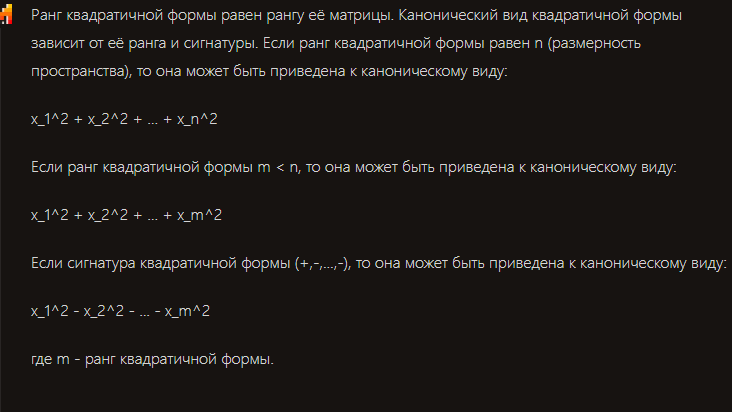 Ранг квадратичной формы равен рангу её матрицы. Канонический вид квадратичной формы
зависит от её ранга и сигнатуры. Если ранг квадратичной формы равен n (размерность
пространства), то она может быть приведена к каноническому виду:
x_1^2 + x_2^2 + ... + x_n^2
Если ранг квадратичной формы m < n, то она может быть приведена к каноническому виду:
x_1^2 + x_2^2 + ... + x_m^2
Если сигнатура квадратичной формы (+,-,...,-), то она может быть приведена к каноническому виду:
x_1^2 - x_2^2 - ... - x_m^2
где m - ранг квадратичной формы.